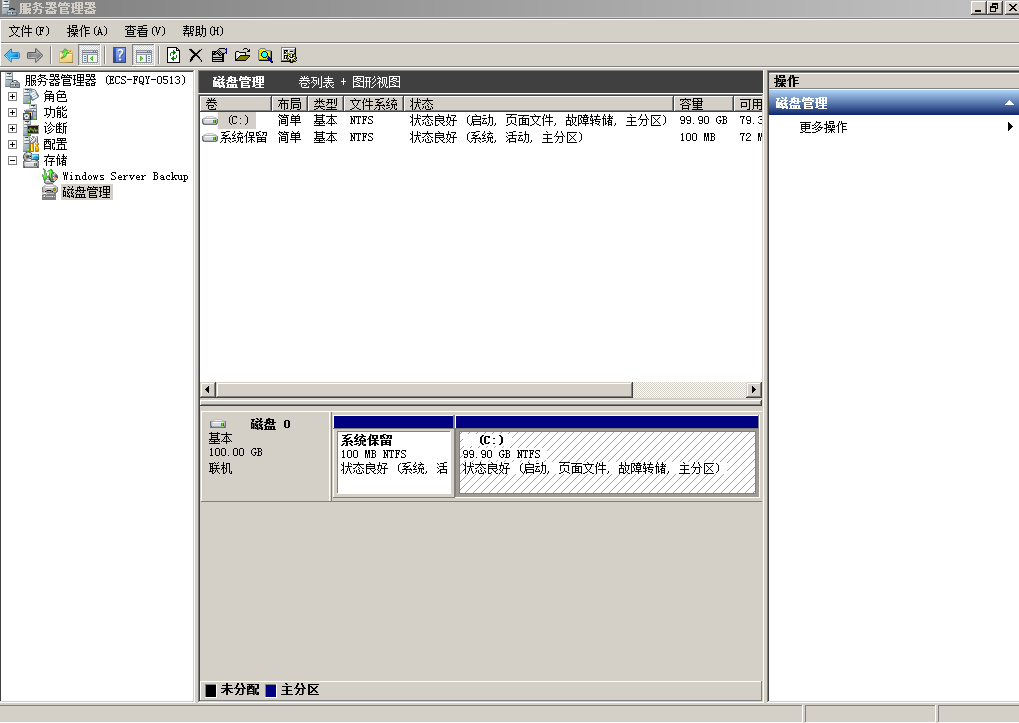 服务器管理器
文件(F) 操作(A) 查看(V) 帮助(H)
服务器管理器 (ECS-FQY-0513)
角色
功能
诊断
配置
存储
Windows Server Backup
磁盘管理
磁盘管理 卷列表 + 图形视图
卷 布局 类型 文件系统 状态 容量 可用
(C:) 简单 基本 NTFS 状态良好 (启动, 页面文件, 故障转储, 主分区) 99.90 GB 79.3
系统保留 简单 基本 NTFS 状态良好 (系统, 活动, 主分区) 100 MB 72 M
磁盘 0
基本
100.00 GB
联机
系统保留
100 MB NTFS
状态良好 (系统, 活
(C:)
99.90 GB NTFS
状态良好 (启动, 页面文件, 故障转储, 主分区)
未分配 主分区
操作
磁盘管理
更多操作